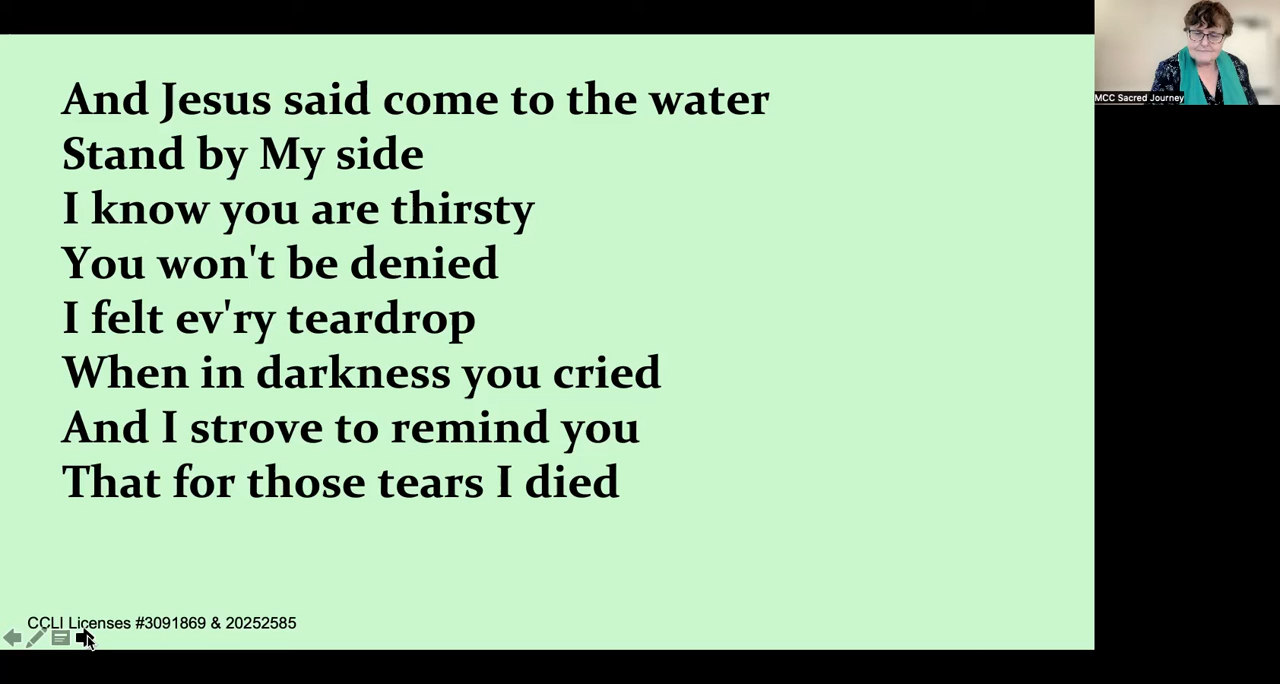 And Jesus said come to the water
Stand by My side
I know you are thirsty
You won't be denied
I felt ev'ry teardrop
When in darkness you cried
And I strove to remind you
That for those tears I died
CCLI Licenses #3091869 & 20252585
MCC Sacred Journey